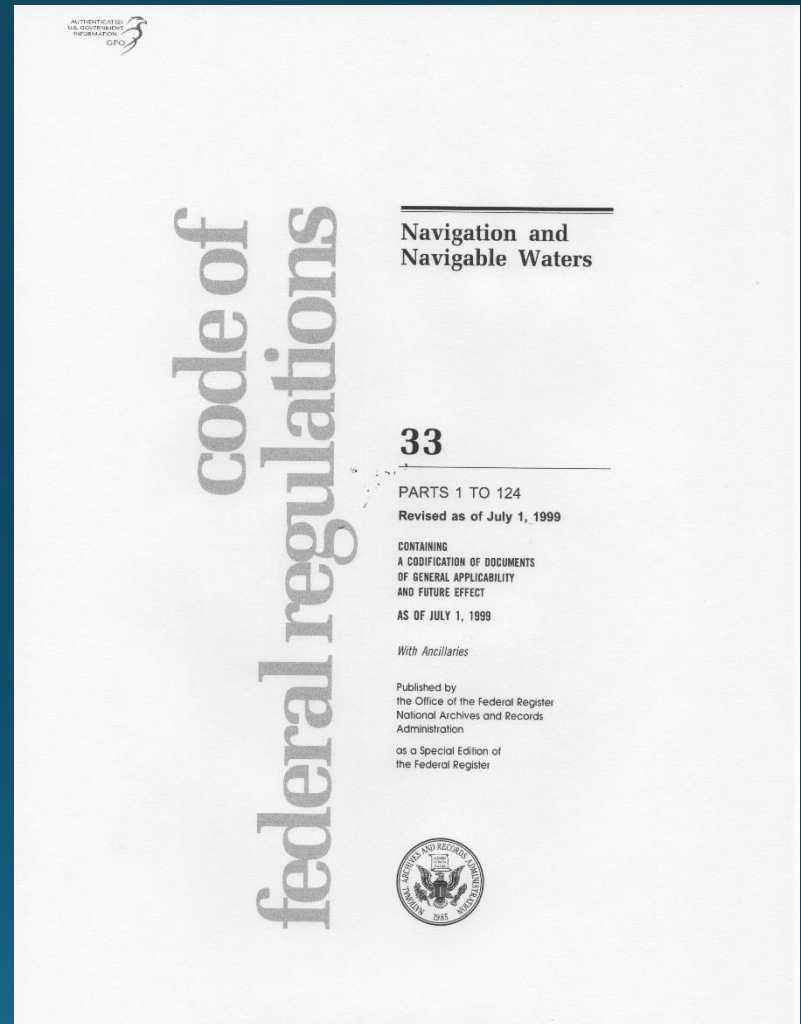 AUTHENTICATED
U.S. GOVERNMENT
INFORMATION
GPO
code of
federal regulations
Navigation and
Navigable Waters
33
PARTS 1 TO 124
Revised as of July 1, 1999
CONTAINING
A CODIFICATION OF DOCUMENTS
OF GENERAL APPLICABILITY
AND FUTURE EFFECT
AS OF JULY 1, 1999
With Ancillaries
Published by
the Office of the Federal Register
National Archives and Records
Administration
as a Special Edition of
the Federal Register
NATIONAL ARCHIVES AND RECORDS ADMINISTRATION
1985